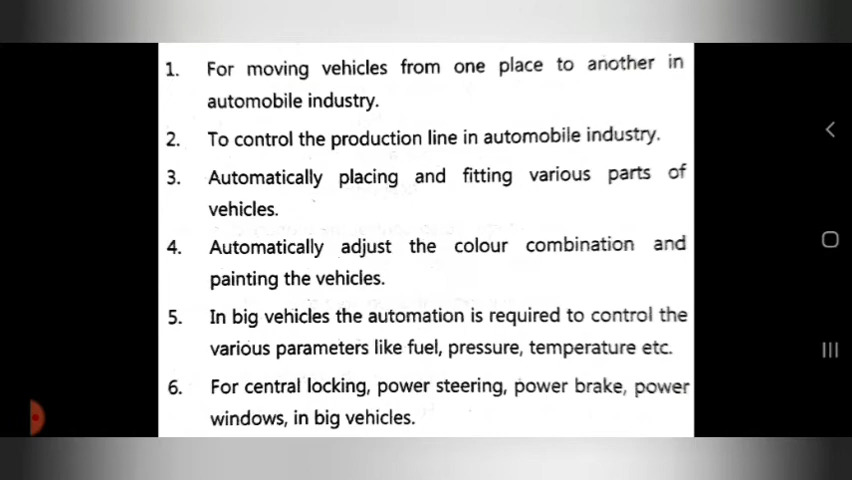 1. For moving vehicles from one place to another in
automobile industry.
2. To control the production line in automobile industry.
3. Automatically placing and fitting various parts of
vehicles.
4. Automatically adjust the colour combination and
painting the vehicles.
5. In big vehicles the automation is required to control the
various parameters like fuel, pressure, temperature etc.
6. For central locking, power steering, power brake, power
windows, in big vehicles.